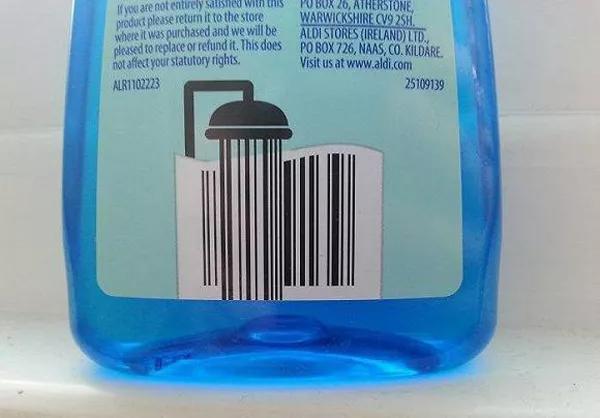 If you are not entirely satisfied with this
product please return it to the store
where it was purchased and we will be
pleased to replace or refund it. This does
not affect your statutory rights.
ALR1102223
PO BOX 26, ATHERSTONE,
WARWICKSHIRE CV9 2SH.
ALDI STORES (IRELAND) LTD.,
PO BOX 726, NAAS, CO. KILDARE.
Visit us at www.aldi.com
25109139